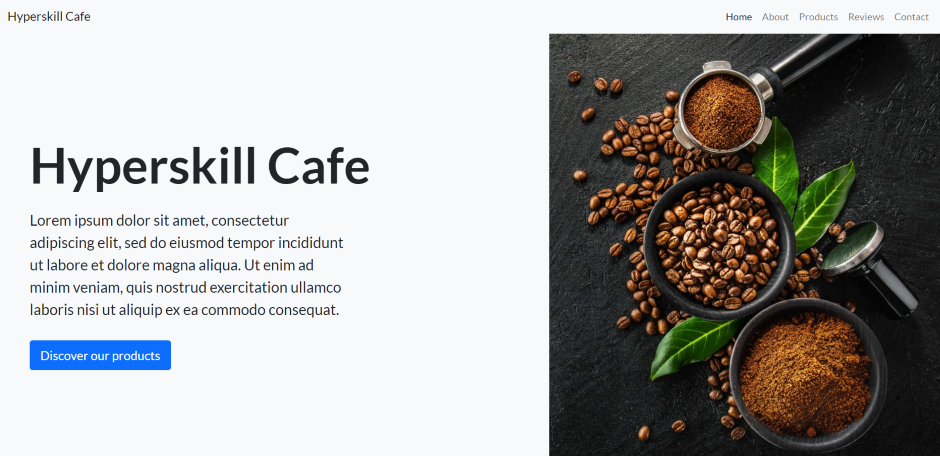 Hyperskill Cafe
Home About Products Reviews Contact
Hyperskill Cafe
Lorem ipsum dolor sit amet, consectetur
adipiscing elit, sed do eiusmod tempor incididunt
ut labore et dolore magna aliqua. Ut enim ad
minim veniam, quis nostrud exercitation ullamco
laboris nisi ut aliquip ex ea commodo consequat.
Discover our products